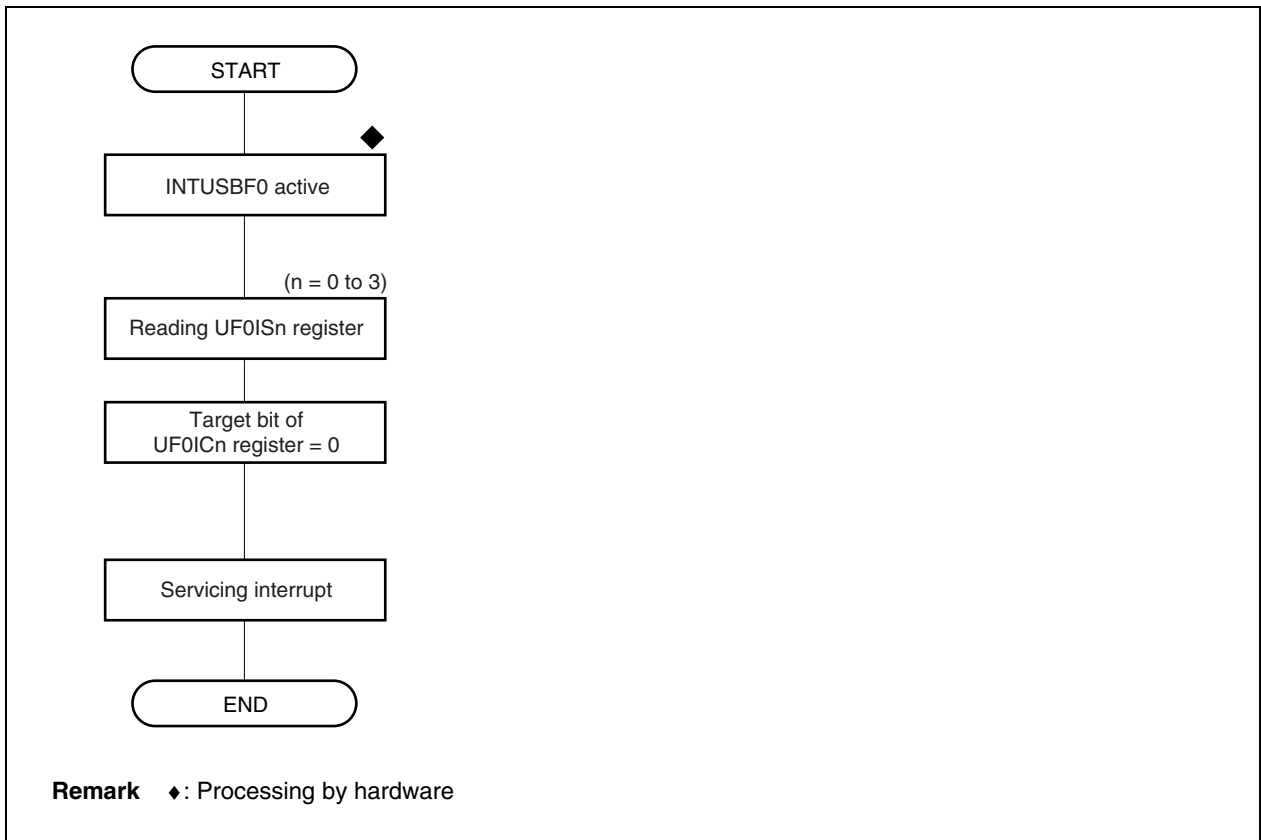 START
◆
INTUSBF0 active
(n = 0 to 3)
Reading UF0ISn register
Target bit of
UF0ICn register = 0
Servicing interrupt
END
Remark ♦: Processing by hardware